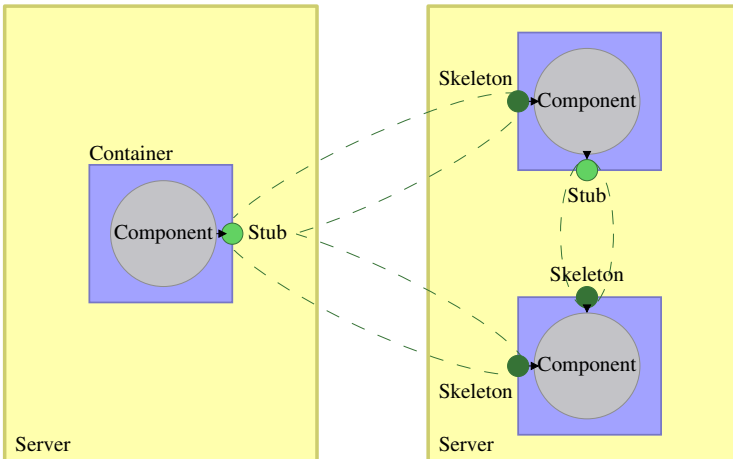 Container
Component
Stub
Server
Skeleton
Component
Stub
Skeleton
Component
Skeleton
Server